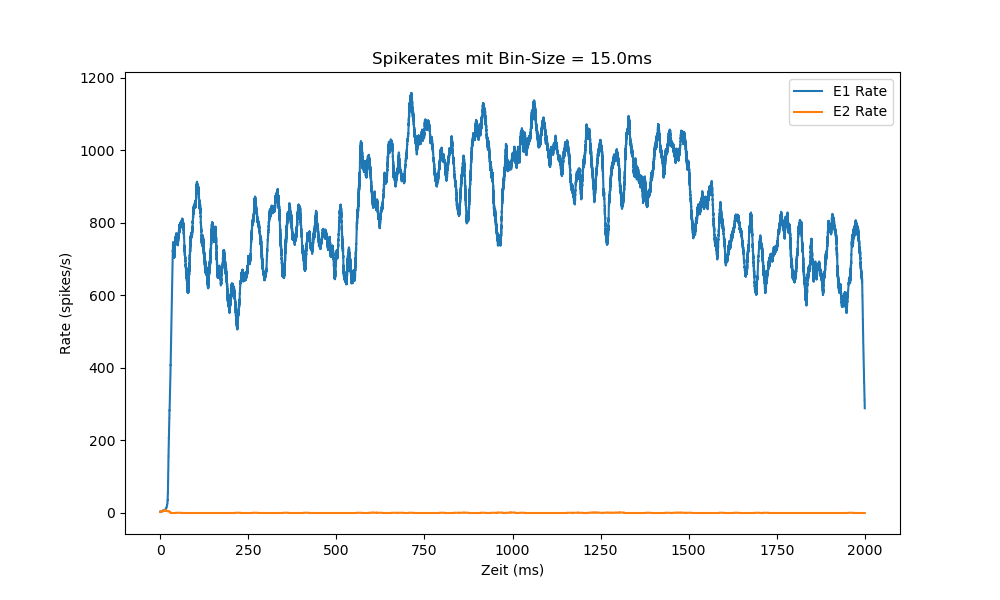 Spikerates mit Bin-Size = 15.0ms
E1 Rate
E2 Rate
1200
1000
800
600
400
200
0
Rate (spikes/s)
0 250 500 750 1000 1250 1500 1750 2000
Zeit (ms)